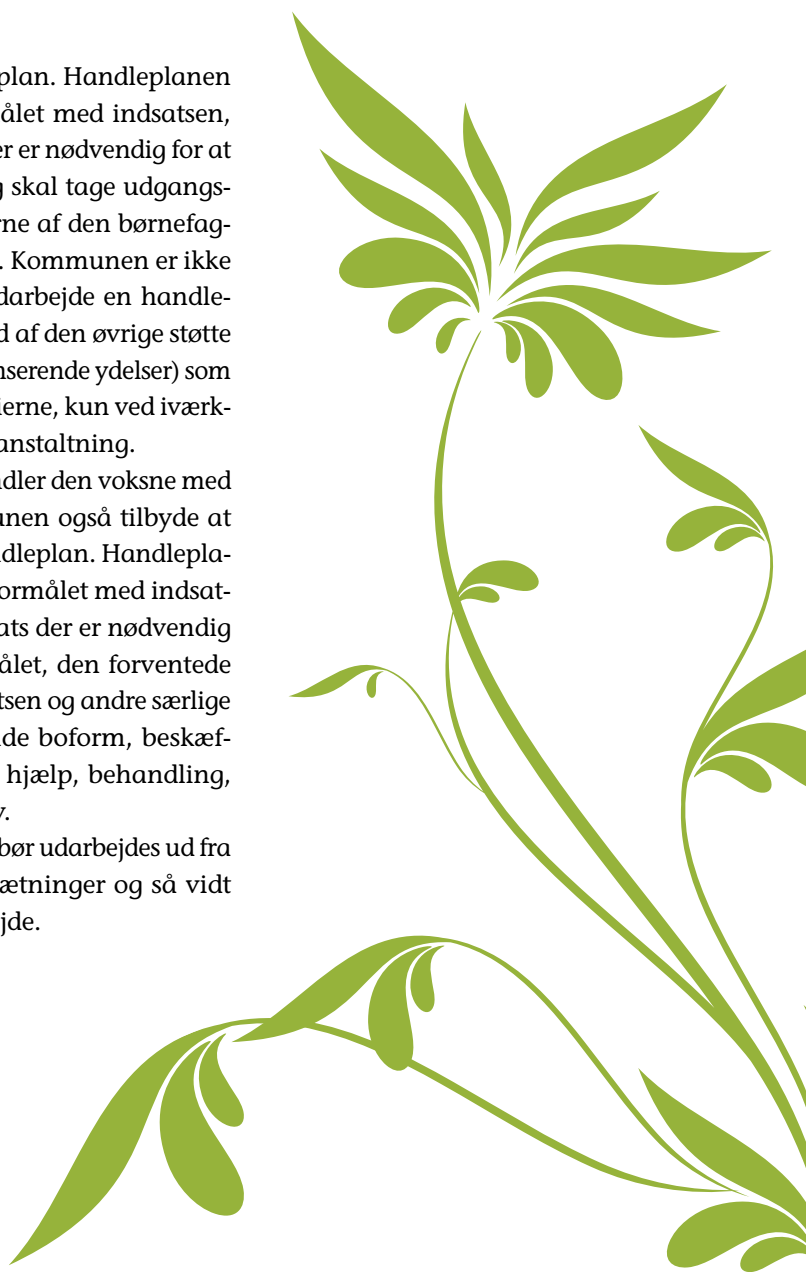 plan. Handleplanen
ålet med indsatsen,
er er nødvendig for at
g skal tage udgangs-
rne af den børnefag-
. Kommunen er ikke
darbejde en handle-
d af den øvrige støtte
nserende ydelser) som
ierne, kun ved iværk-
anstaltning.
ndler den voksne med
unen også tilbyde at
ndleplan. Handlepla-
formålet med indsat-
ats der er nødvendig
ålet, den forventede
tsen og andre særlige
de boform, beskæf-
hjælp, behandling,
v.
bør udarbejdes ud fra
ætninger og så vidt
jde.